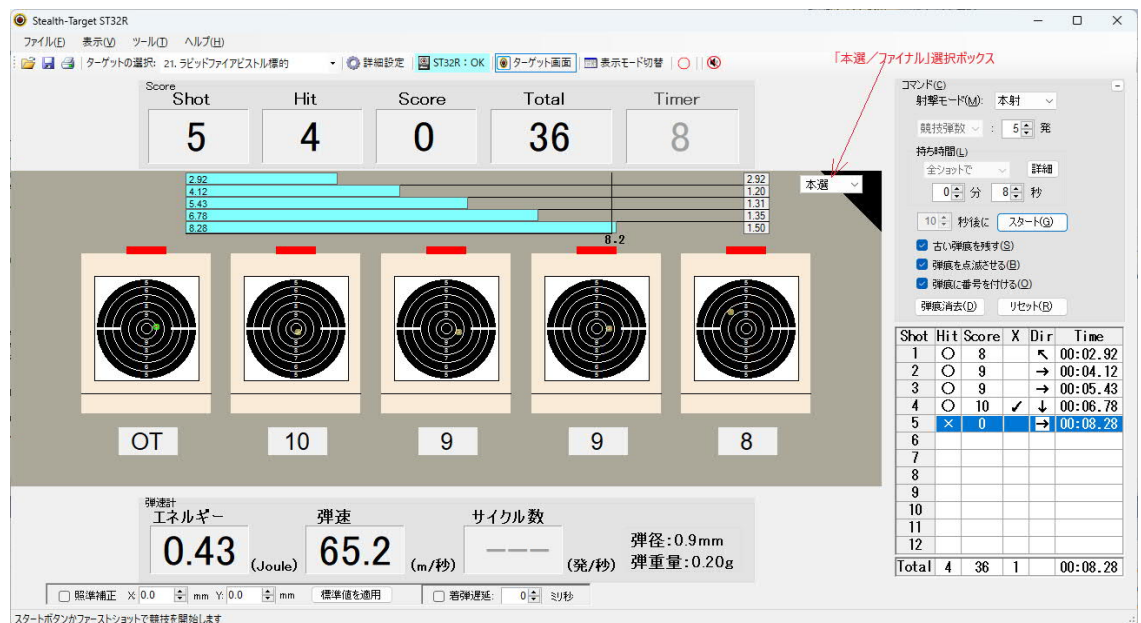 Stealth-Target ST32R
ファイル(F) 表示(V) ツール(T) ヘルプ(H)
ターゲットの選択: 21. ラピッドファイアピストル標的 詳細設定 ST32R：OK ターゲット画面 表示モード切替
「本選／ファイナル」選択ボックス
Score
Shot Hit Score Total Timer
5 4 0 36 8
2.92 2.92
4.12 1.20
5.43 1.31
6.78 1.35
8.28 1.50
8.2
本選
OT 10 9 9 8
弾速計
エネルギー 弾速 サイクル数
0.43 (Joule) 65.2 (m/秒) --- (発/秒)
弾径:0.9mm
弾重量:0.20g
照準補正 X: 0.0 mm Y: 0.0 mm 標準値を適用 着弾遅延: 0 ミリ秒
スタートボタンかファーストショットで競技を開始します
コマンド(C)
射撃モード(M): 本射
競技弾数 : 5 発
持ち時間(L)
全ショットで 詳細
0 分 8 秒
10 秒後に スタート(G)
古い弾痕を残す(S)
弾痕を点滅させる(B)
弾痕に番号を付ける(O)
弾痕消去(D) リセット(R)
Shot Hit Score X Dir Time
1 ○ 8 ↖ 00:02.92
2 ○ 9 → 00:04.12
3 ○ 9 → 00:05.43
4 ○ 10 ✓ ↓ 00:06.78
5 × 0 → 00:08.28
6
7
8
9
10
11
12
Total 4 36 1 00:08.28